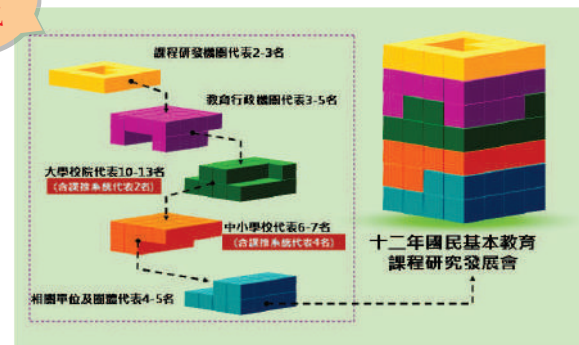 課程研發機關代表2-3名
教育行政機關代表3-5名
大學校院代表10-13名
(含課推系統代表2名)
中小學校代表6-7名
(含課推系統代表4名)
相關單位及團體代表4-5名
十二年國民基本教育
課程研究發展會